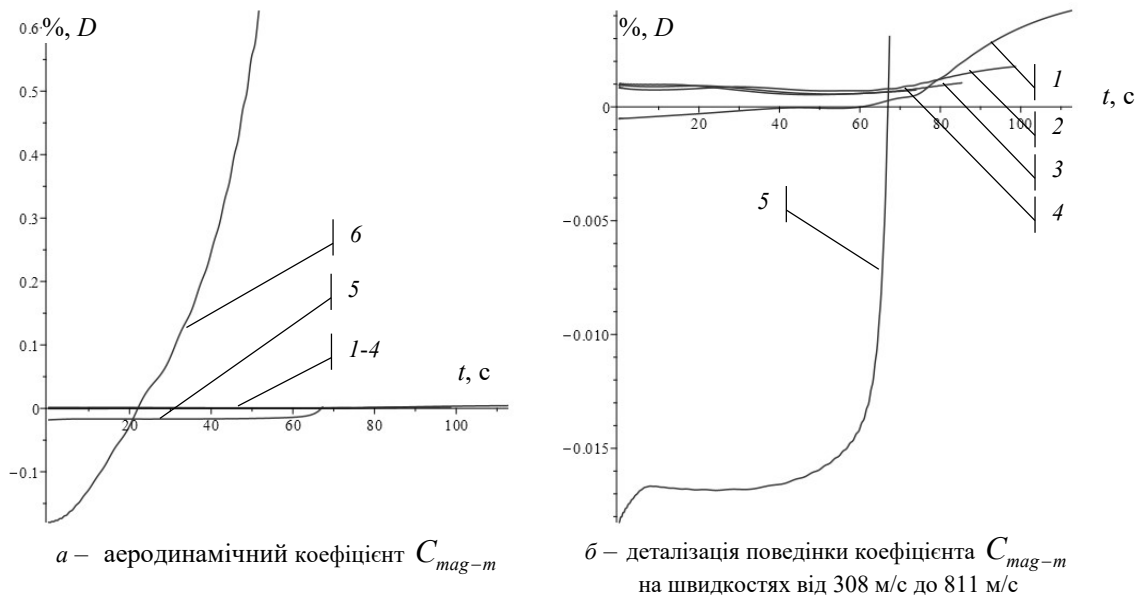 %, D
0.6
0.5
0.4
0.3
0.2
0.1
0
−0.1
20 40 60 80 100
t, с
6
5
1-4
а – аеродинамічний коефіцієнт C mag−m
%, D
0
−0.005
−0.010
−0.015
20 40 60 80 100
t, с
1
2
3
4
5
б – деталізація поведінки коефіцієнта C mag−m
на швидкостях від 308 м/с до 811 м/с